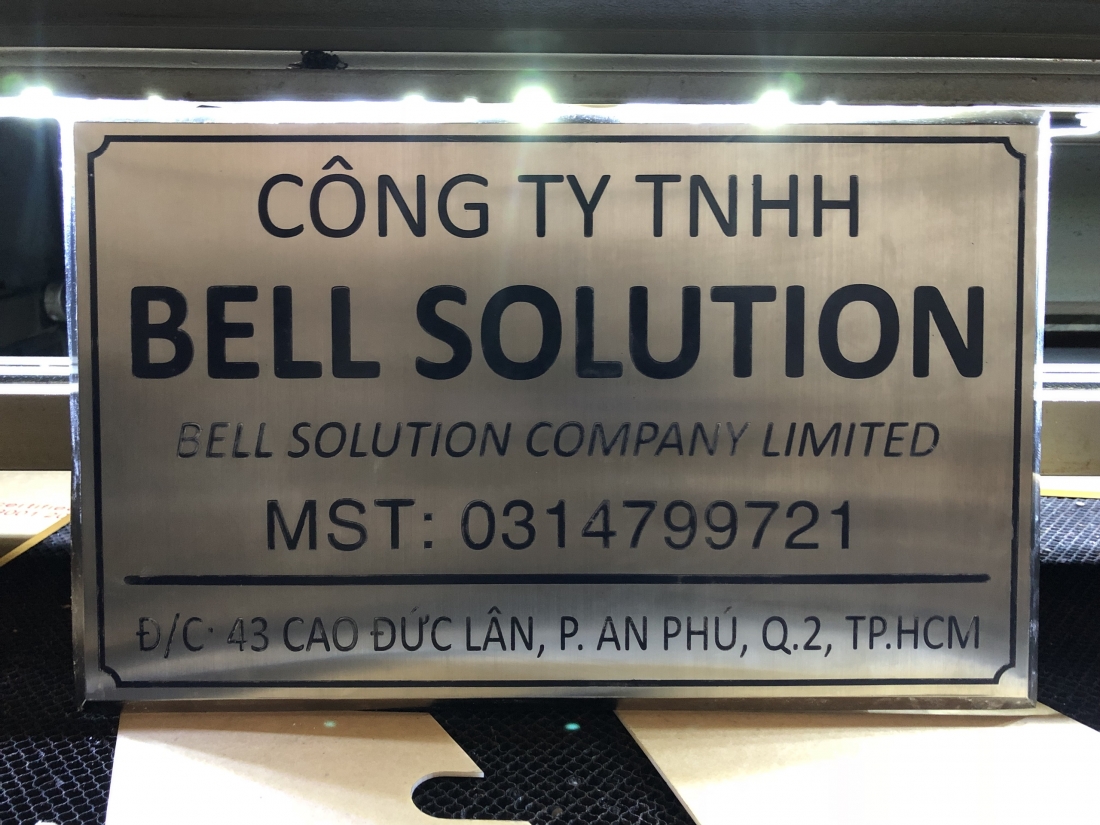 CÔNG TY TNHH
BELL SOLUTION
BELL SOLUTION COMPANY LIMITED
MST: 0314799721
Đ/C: 43 CAO ĐỨC LÂN, P. AN PHÚ, Q.2, TP.HCM